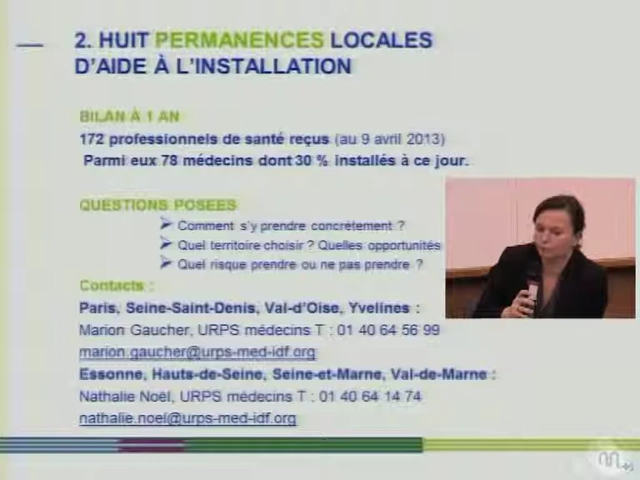 2. HUIT PERMANENCES LOCALES
D'AIDE À L'INSTALLATION
BILAN À 1 AN
172 professionnels de santé reçus (au 9 avril 2013)
Parmi eux 78 médecins dont 30 % installés à ce jour.
QUESTIONS POSEES
Comment s'y prendre concrètement ?
Quel territoire choisir ? Quelles opportunités
Quel risque prendre ou ne pas prendre ?
Contacts :
Paris, Seine-Saint-Denis, Val-d'Oise, Yvelines :
Marion Gaucher, URPS médecins T : 01 40 64 56 99
marion.gaucher@urps-med-idf.org
Essonne, Hauts-de-Seine, Seine-et-Marne, Val-de-Marne :
Nathalie Noël, URPS médecins T : 01 40 64 14 74
nathalie.noel@urps-med-idf.org